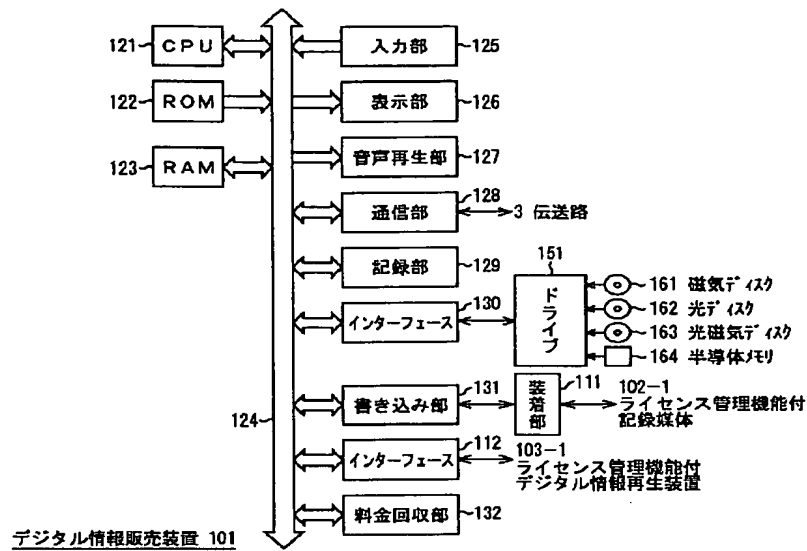 121 CPU
122 ROM
123 RAM
124
入力部 125
表示部 126
音声再生部 127
128
通信部 3 伝送路
記録部 129
130
インターフェース
151
ドライブ
161 磁気ディスク
162 光ディスク
163 光磁気ディスク
164 半導体メモリ
131
書き込み部
111
装着部
102-1
ライセンス管理機能付
記録媒体
112
インターフェース
103-1
ライセンス管理機能付
デジタル情報再生装置
料金回収部 132
デジタル情報販売装置 101